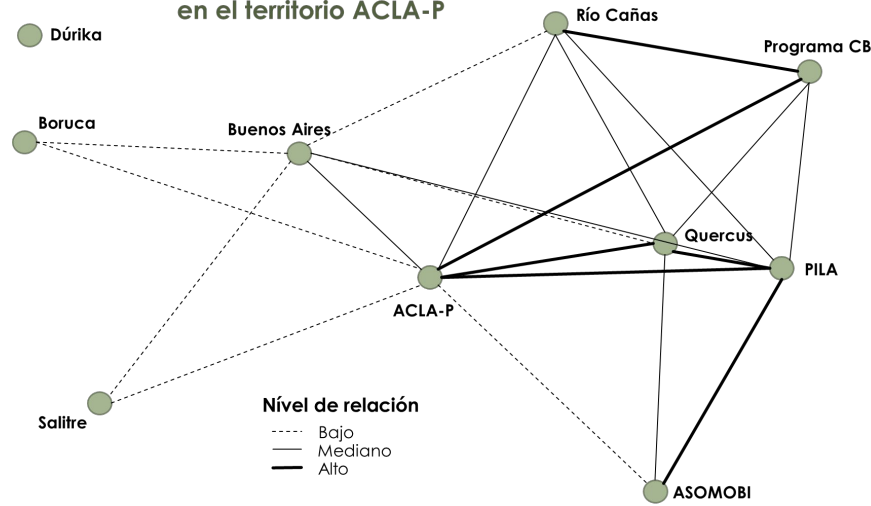 en el territorio ACLA-P
Río Cañas
Dúrika
Programa CB
Boruca
Buenos Aires
Quercus
PILA
ACLA-P
Nível de relación
Bajo
Mediano
Alto
Salitre
ASOMOBI